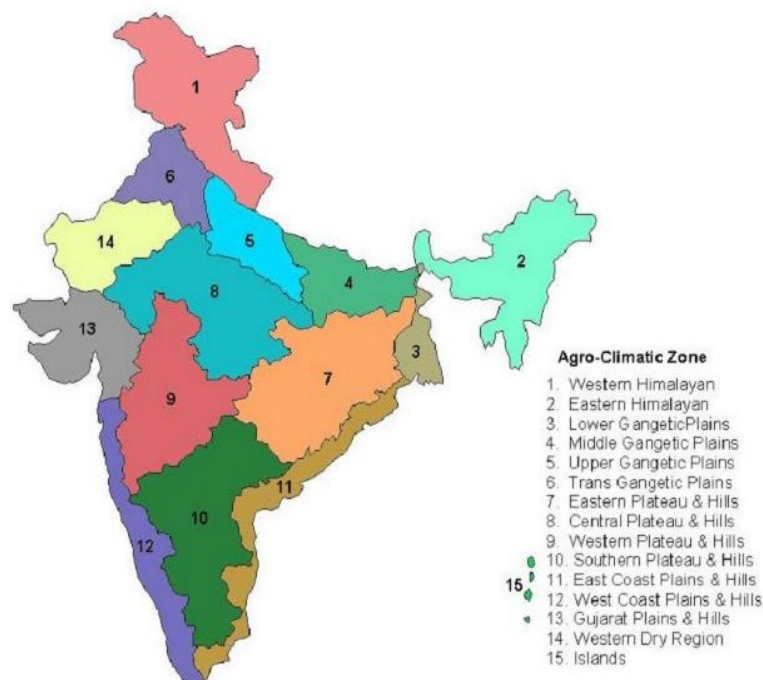 1
6
14
5
2
4
8
13
3
7
9
11
10
12
15
Agro-Climatic Zone
1. Western Himalayan
2. Eastern Himalayan
3. Lower GangeticPlains
4. Middle Gangetic Plains
5. Upper Gangetic Plains
6. Trans Gangetic Plains
7. Eastern Plateau & Hills
8. Central Plateau & Hills
9. Western Plateau & Hills
10. Southern Plateau & Hills
11. East Coast Plains & Hills
12. West Coast Plains & Hills
13. Gujarat Plains & Hills
14. Western Dry Region
15. Islands